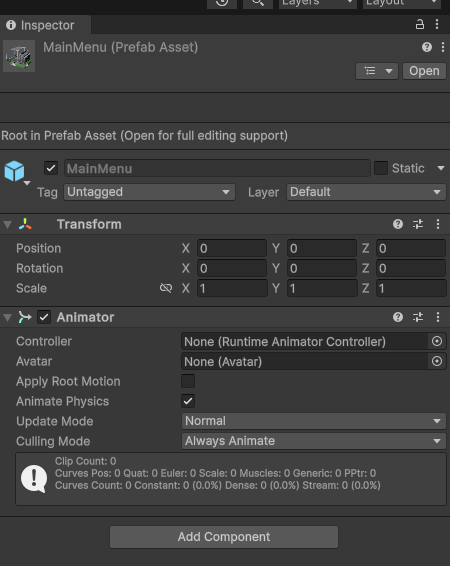 Layers Layout
Inspector
MainMenu (Prefab Asset)
Open
Root in Prefab Asset (Open for full editing support)
MainMenu Static
Tag Untagged Layer Default
Transform
Position X 0 Y 0 Z 0
Rotation X 0 Y 0 Z 0
Scale X 1 Y 1 Z 1
Animator
Controller None (Runtime Animator Controller)
Avatar None (Avatar)
Apply Root Motion
Animate Physics
Update Mode Normal
Culling Mode Always Animate
Clip Count: 0
Curves Pos: 0 Quat: 0 Euler: 0 Scale: 0 Muscles: 0 Generic: 0 PPtr: 0
Curves Count: 0 Constant: 0 (0.0%) Dense: 0 (0.0%) Stream: 0 (0.0%)
Add Component